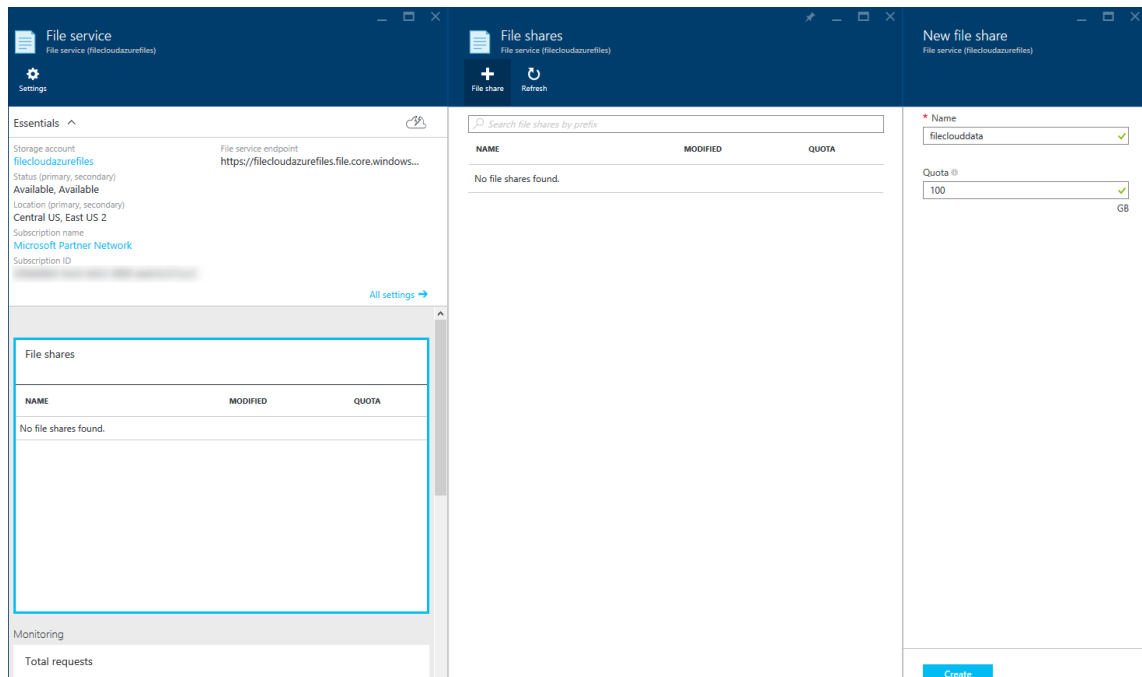 File service
File service (filecloudazurefiles)
Settings
Essentials
Storage account
filecloudazurefiles
Status (primary, secondary)
Available, Available
Location (primary, secondary)
Central US, East US 2
Subscription name
Microsoft Partner Network
Subscription ID
File service endpoint
https://filecloudazurefiles.file.core.windows...
All settings
File shares
NAME MODIFIED QUOTA
No file shares found.
Monitoring
Total requests
File shares
File service (filecloudazurefiles)
File share Refresh
Search file shares by prefix
NAME MODIFIED QUOTA
No file shares found.
New file share
File service (filecloudazurefiles)
* Name
fileclouddata
Quota
100
GB
Create